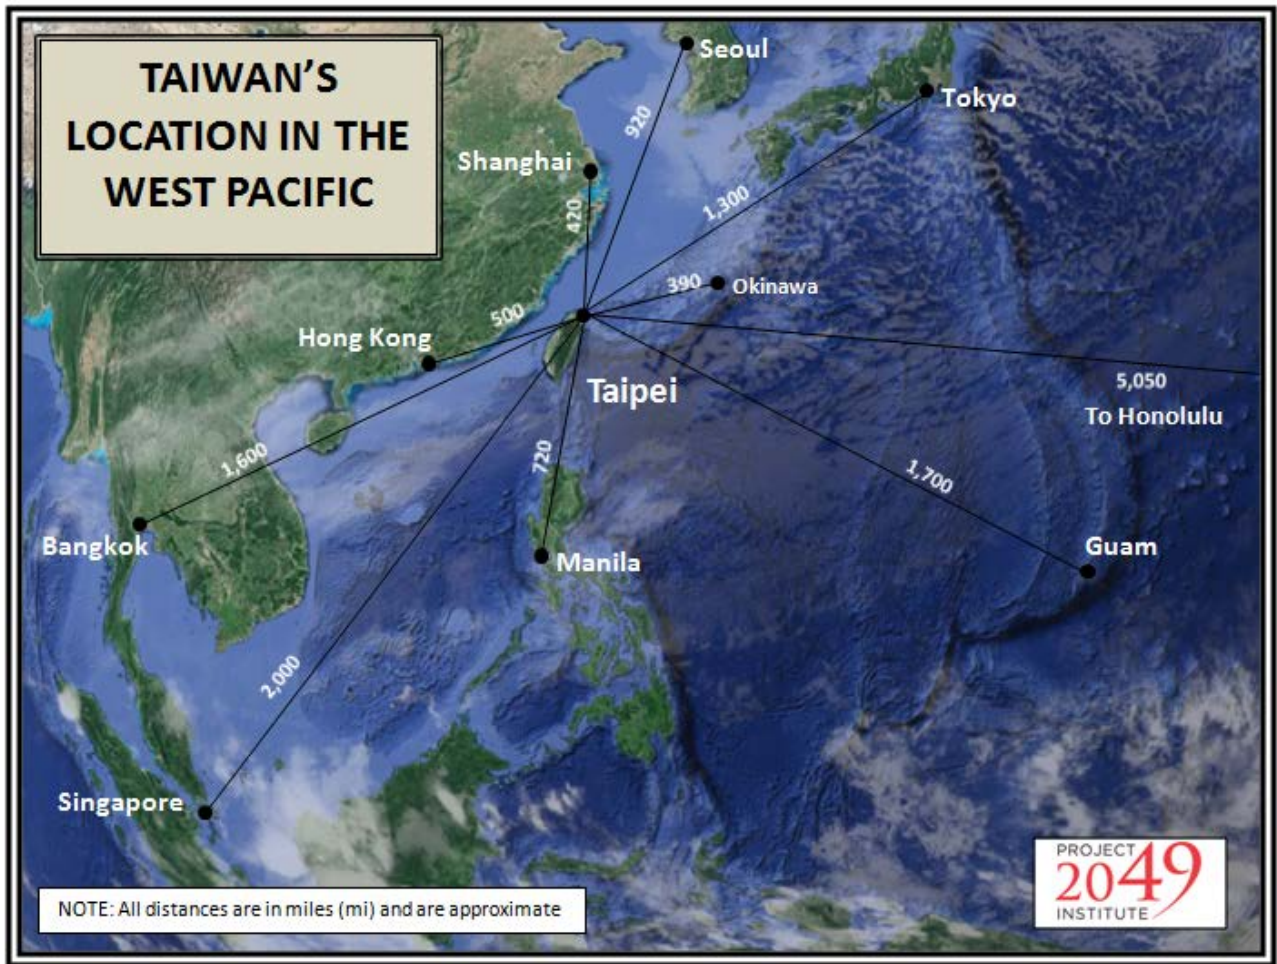 TAIWAN’S
LOCATION IN THE
WEST PACIFIC
Seoul
Tokyo
920
Shanghai
420
1,300
390
Okinawa
500
Hong Kong
Taipei
5,050
To Honolulu
720
1,600
1,700
Bangkok
Manila
Guam
2,000
Singapore
NOTE: All distances are in miles (mi) and are approximate
PROJECT
2049
INSTITUTE